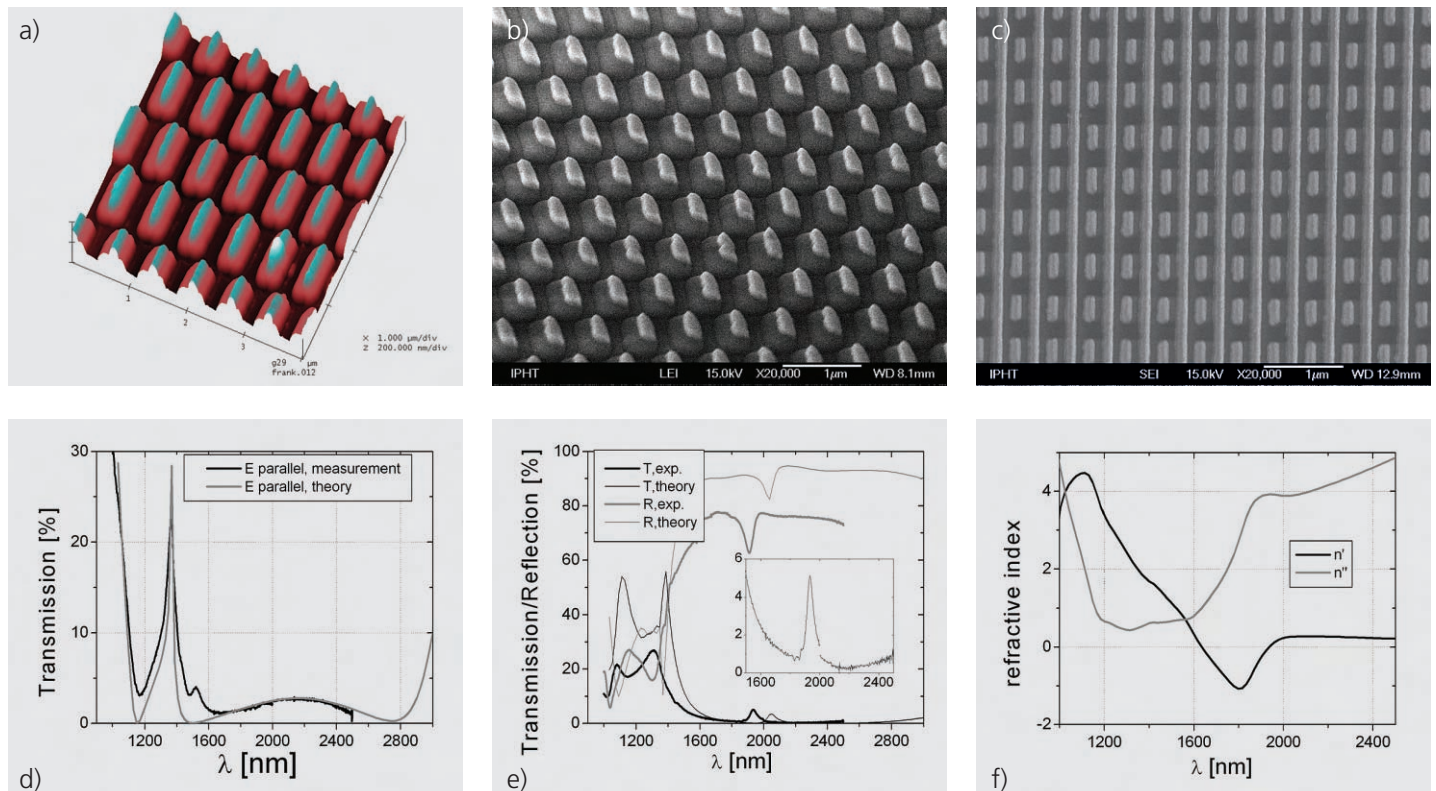 a)
1
2
3
X 1.000 µm/div
Z 200.000 nm/div
g29 µm
frank.012
b)
IPHT LEI 15.0kV X20,000 1µm WD 8.1mm
c)
IPHT SEI 15.0kV X20,000 1µm WD 12.9mm
d)
Transmission [%]
30
20
10
0
E parallel, measurement
E parallel, theory
1200 1600 2000 2400 2800
λ [nm]
e)
Transmission/Reflection [%]
100
80
60
40
20
0
T,exp.
T,theory
R,exp.
R,theory
6
4
2
0
1600 2000 2400
1200 1600 2000 2400 2800
λ [nm]
f)
refractive index
4
2
0
-2
n'
n"
1200 1600 2000 2400
λ [nm]